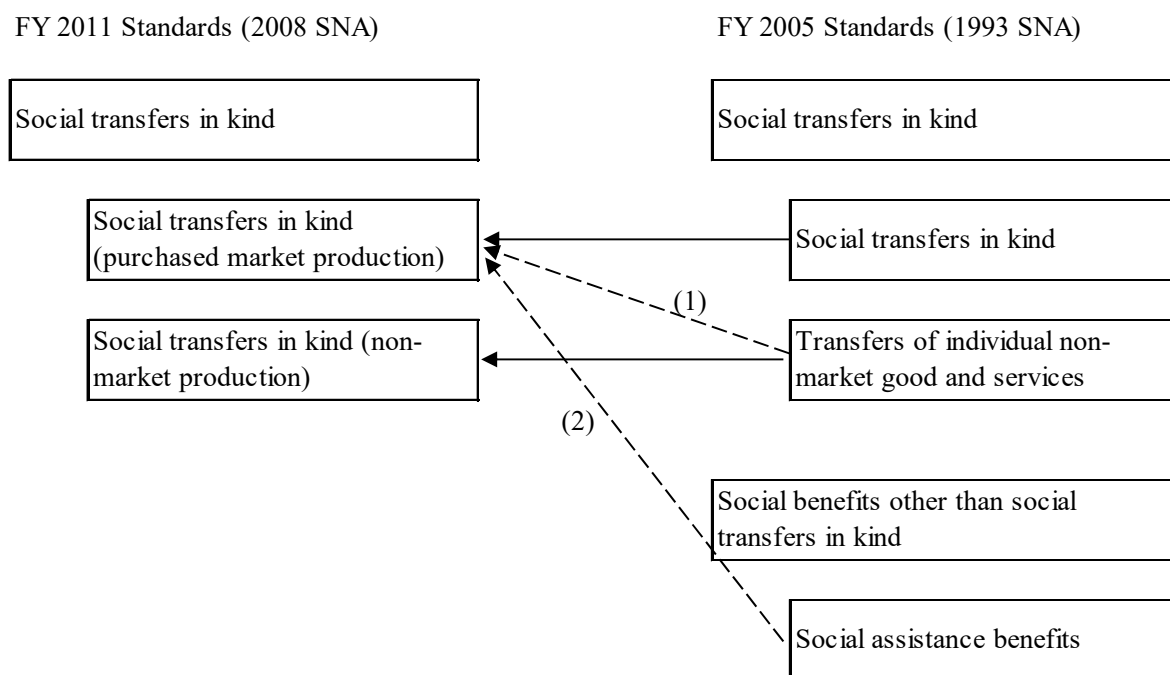 FY 2011 Standards (2008 SNA)
FY 2005 Standards (1993 SNA)
Social transfers in kind
Social transfers in kind
Social transfers in kind
(purchased market production)
Social transfers in kind
(1)
Social transfers in kind (non-
market production)
Transfers of individual non-
market good and services
(2)
Social benefits other than social
transfers in kind
Social assistance benefits